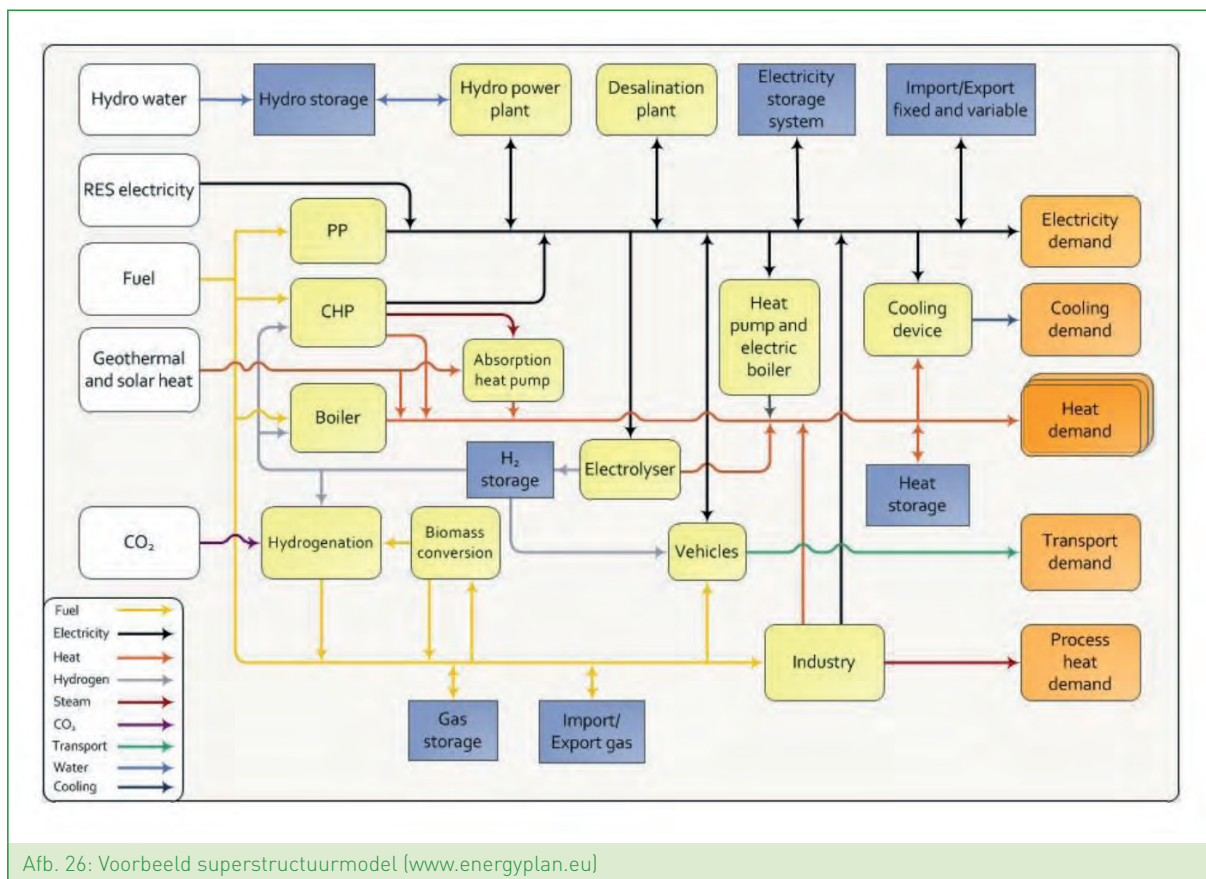 Hydro water
Hydro storage
Hydro power
plant
Desalination
plant
Electricity
storage
system
Import/Export
fixed and variable
RES electricity
PP
Electricity
demand
Fuel
CHP
Heat
pump and
electric
boiler
Cooling
device
Cooling
demand
Geothermal
and solar heat
Absorption
heat pump
Boiler
Heat
demand
H₂
storage
Electrolyser
Heat
storage
CO₂
Hydrogenation
Biomass
conversion
Vehicles
Transport
demand
Fuel
Electricity
Heat
Hydrogen
Steam
CO₂
Transport
Water
Cooling
Industry
Process
heat
demand
Gas
storage
Import/
Export gas
Afb. 26: Voorbeeld superstructuurmodel (www.energyplan.eu)